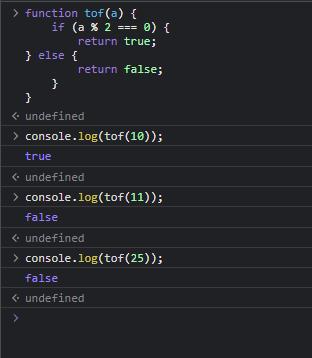 function tof(a) {
    if (a % 2 === 0) {
        return true;
} else {
        return false;
    }
}
undefined
console.log(tof(10));
true
undefined
console.log(tof(11));
false
undefined
console.log(tof(25));
false
undefined